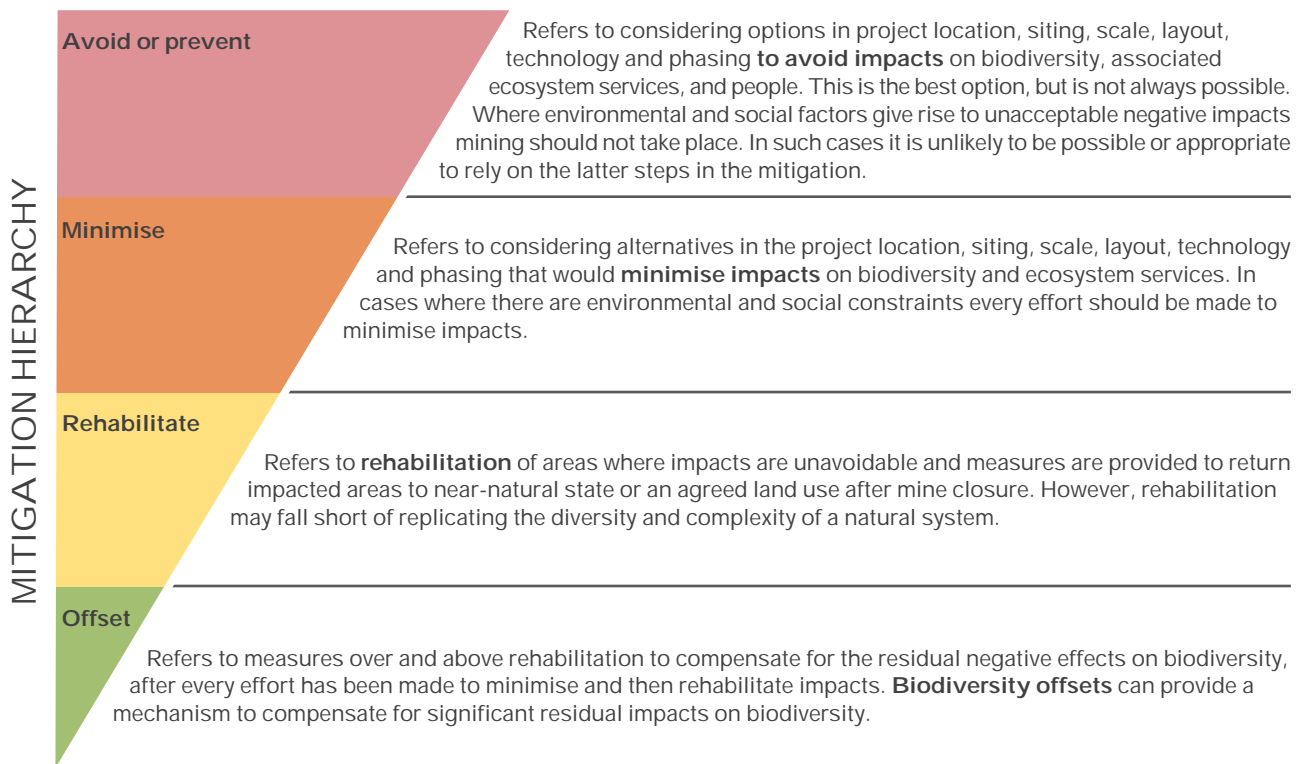 MITIGATION HIERARCHY
Avoid or prevent
Refers to considering options in project location, siting, scale, layout,
technology and phasing to avoid impacts on biodiversity, associated
ecosystem services, and people. This is the best option, but is not always possible.
Where environmental and social factors give rise to unacceptable negative impacts
mining should not take place. In such cases it is unlikely to be possible or appropriate
to rely on the latter steps in the mitigation.
Minimise
Refers to considering alternatives in the project location, siting, scale, layout, technology
and phasing that would minimise impacts on biodiversity and ecosystem services. In
cases where there are environmental and social constraints every effort should be made to
minimise impacts.
Rehabilitate
Refers to rehabilitation of areas where impacts are unavoidable and measures are provided to return
impacted areas to near-natural state or an agreed land use after mine closure. However, rehabilitation
may fall short of replicating the diversity and complexity of a natural system.
Offset
Refers to measures over and above rehabilitation to compensate for the residual negative effects on biodiversity,
after every effort has been made to minimise and then rehabilitate impacts. Biodiversity offsets can provide a
mechanism to compensate for significant residual impacts on biodiversity.